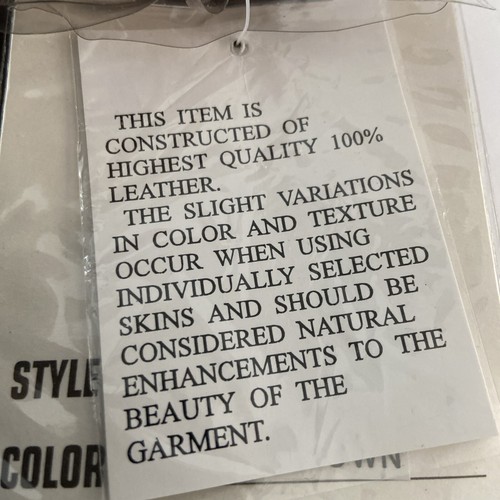 THIS ITEM IS
CONSTRUCTED OF
HIGHEST QUALITY 100%
LEATHER.
THE SLIGHT VARIATIONS
IN COLOR AND TEXTURE
OCCUR WHEN USING
INDIVIDUALLY SELECTED
SKINS AND SHOULD BE
CONSIDERED NATURAL
ENHANCEMENTS TO THE
BEAUTY OF THE
GARMENT.
STYLE
COLOR